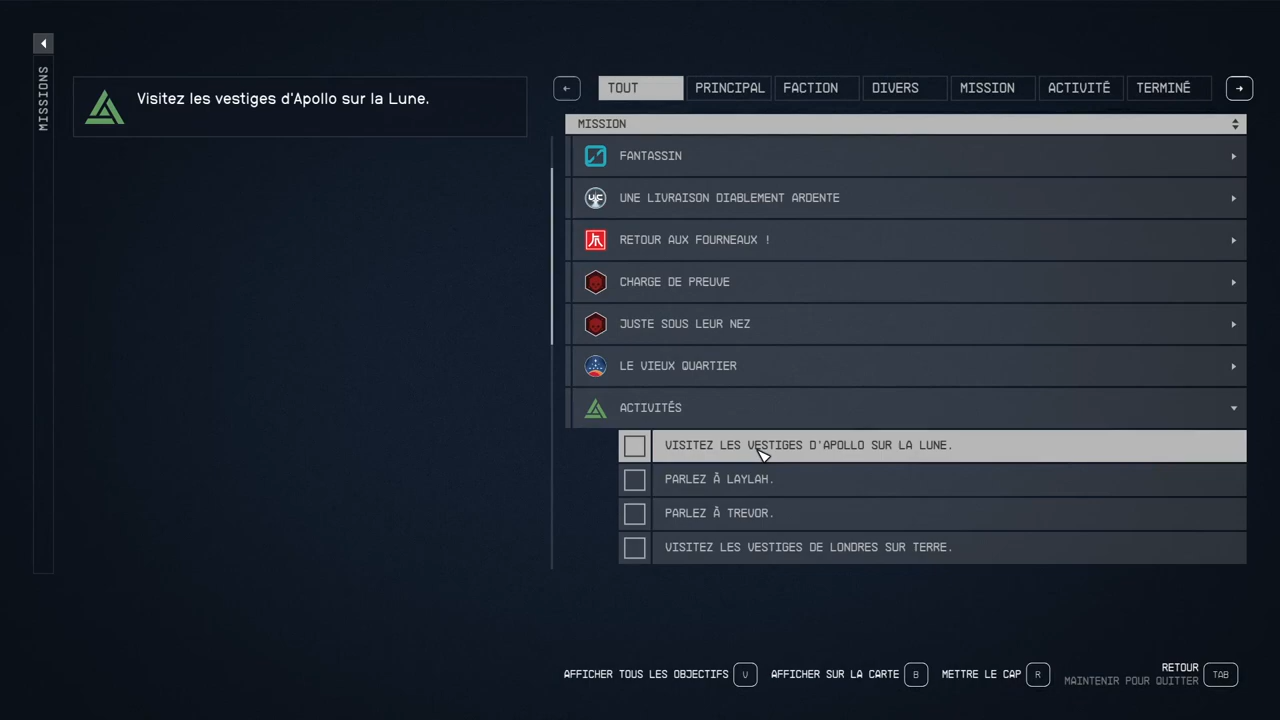 MISSIONS
Visitez les vestiges d'Apollo sur la Lune.
TOUT
PRINCIPAL
FACTION
DIVERS
MISSION
ACTIVITÉ
TERMINÉ
MISSION
FANTASSIN
UC
UNE LIVRAISON DIABLEMENT ARDENTE
RETOUR AUX FOURNEAUX !
CHARGE DE PREUVE
JUSTE SOUS LEUR NEZ
LE VIEUX QUARTIER
ACTIVITÉS
VISITEZ LES VESTIGES D'APOLLO SUR LA LUNE.
PARLEZ À LAYLAH.
PARLEZ À TREVOR.
VISITEZ LES VESTIGES DE LONDRES SUR TERRE.
AFFICHER TOUS LES OBJECTIFS V
AFFICHER SUR LA CARTE B
METTRE LE CAP R
RETOUR
MAINTENIR POUR QUITTER
TAB